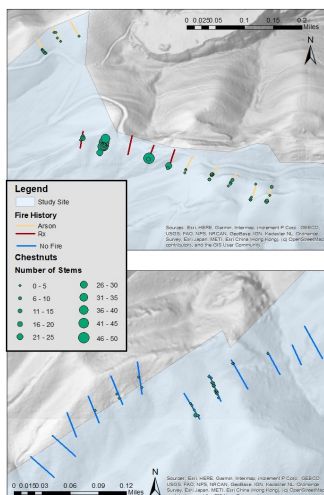 0 0.025 0.05 0.1 0.15 0.2
Miles
N
Sources: Esri, HERE, Garmin, Intermap, increment P Corp., GEBCO,
USGS, FAO, NPS, NRCAN, GeoBase, IGN, Kadaster NL, Ordnance
Survey, Esri Japan, METI, Esri China (Hong Kong), (c) OpenStreetMap
contributors, and the GIS User Community
Legend
Study Site
Fire History
Arson
Rx
No Fire
Chestnuts
Number of Stems
0 - 5
6 - 10
11 - 15
16 - 20
21 - 25
26 - 30
31 - 35
36 - 40
41 - 45
46 - 50
0 0.015 0.03 0.06 0.09 0.12
Miles
N
Sources: Esri, HERE, Garmin, Intermap, increment P Corp., GEBCO,
USGS, FAO, NPS, NRCAN, GeoBase, IGN, Kadaster NL, Ordnance
Survey, Esri Japan, METI, Esri China (Hong Kong), (c) OpenStreetMap
contributors, and the GIS User Community